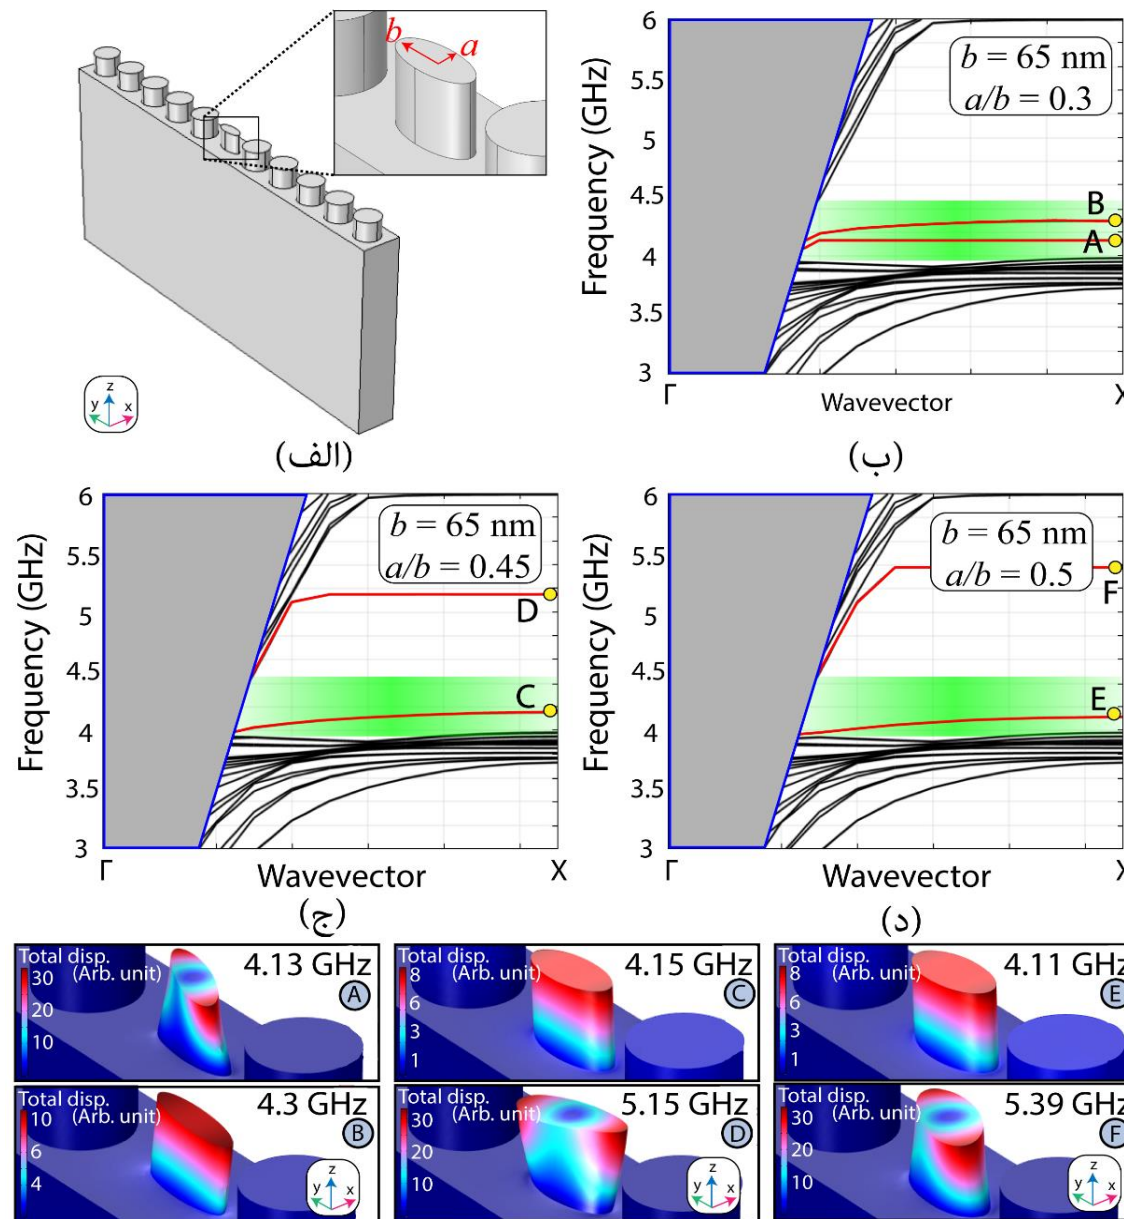 b
a
z
y
x
(الف)
6
5.5
5
4.5
4
3.5
3
Frequency (GHz)
b = 65 nm
a/b = 0.3
B
A
Γ
Wavevector
X
(ب)
6
5.5
5
4.5
4
3.5
3
Frequency (GHz)
b = 65 nm
a/b = 0.45
D
C
Γ
Wavevector
X
(ج)
6
5.5
5
4.5
4
3.5
3
Frequency (GHz)
b = 65 nm
a/b = 0.5
F
E
Γ
Wavevector
X
(د)
Total disp.
(Arb. unit)
30
20
10
4.13 GHz
A
Total disp.
(Arb. unit)
8
6
3
1
4.15 GHz
C
Total disp.
(Arb. unit)
8
6
3
1
4.11 GHz
E
Total disp.
(Arb. unit)
10
6
4
4.3 GHz
B
z
y
x
Total disp.
(Arb. unit)
30
20
10
5.15 GHz
D
z
y
x
Total disp.
(Arb. unit)
30
20
10
5.39 GHz
F
z
y
x